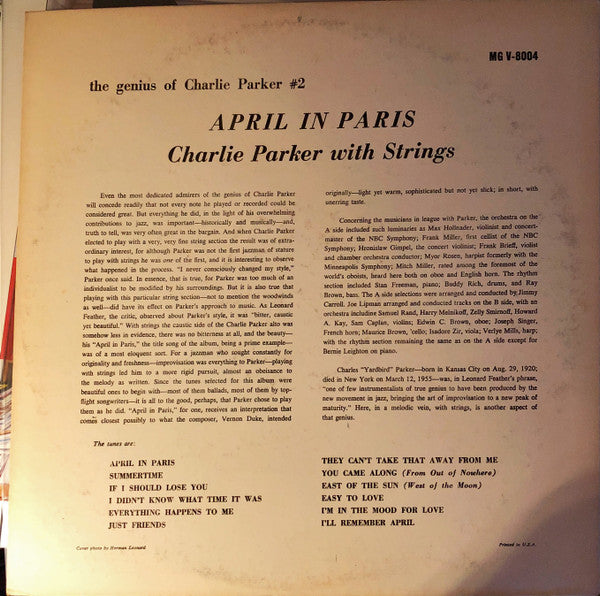 MG V-8004
the genius of Charlie Parker #2
APRIL IN PARIS
Charlie Parker with Strings
Even the most dedicated admirers of the genius of Charlie Parker
will concede readily that not every note he played or recorded could be
considered great. But everything he did, in the light of his overwhelming
contributions to jazz, was important—historically and musically—and,
truth to tell, was very often great in the bargain. And when Charlie Parker
elected to play with a very, very fine string section the result was of extra-
ordinary interest, for although Parker was not the first jazzman of stature
to play with strings he was one of the first, and it is interesting to observe
what happened in the process. "I never consciously changed my style,"
Parker once said. In essence, that is true, for Parker was too much of an
individualist to be modified by his surroundings. But it is also true that
playing with this particular string section—not to mention the woodwinds
as well—did have its effect on Parker's approach to music. As Leonard
Feather, the critic, observed about Parker's style, it was "bitter, caustic
yet beautiful." With strings the caustic side of the Charlie Parker alto was
somehow less in evidence, there was no bitterness at all, and the beauty—
his "April in Paris," the title song of the album, being a prime example—
was of a most eloquent sort. For a jazzman who sought constantly for
originality and freshness—improvisation was everything to Parker—playing
with strings led him to a more rigid pursuit, almost an obeisance to
the melody as written. Since the tunes selected for this album were
beautiful ones to begin with—most of them ballads, most of them by top-
flight songwriters—it is all to the good, perhaps, that Parker chose to play
them as he did. "April in Paris," for one, receives an interpretation that
comes closest possibly to what the composer, Vernon Duke, intended
originally—light yet warm, sophisticated but not yet slick; in short, with
unerring taste.
Concerning the musicians in league with Parker, the orchestra on the
A side included such luminaries as Max Hollender, violinist and concert-
master of the NBC Symphony; Frank Miller, first cellist of the NBC
Symphony; Bronislaw Gimpel, the concert violinist; Frank Brieff, violist
and chamber orchestra conductor; Myor Rosen, harpist formerly with the
Minneapolis Symphony; Mitch Miller, rated among the foremost of the
world's oboists, heard here both on oboe and English horn. The rhythm
section included Stan Freeman, piano; Buddy Rich, drums, and Ray
Brown, bass. The A side selections were arranged and conducted by Jimmy
Carroll. Joe Lipman arranged and conducted tracks on the B side, with an
orchestra including Samuel Rand, Harry Melnikoff, Zelly Smirnoff, Howard
A. Kay, Sam Caplan, violins; Edwin C. Brown, oboe; Joseph Singer,
French horn; Maurice Brown, 'cello; Isadore Zir, viola; Verlye Mills, harp,
with the rhythm section remaining the same as on the A side except for
Bernie Leighton on piano.
Charles "Yardbird" Parker—born in Kansas City on Aug. 29, 1920;
died in New York on March 12, 1955—was, in Leonard Feather's phrase,
"one of few instrumentalists of true genius to have been produced by the
new movement in jazz, bringing the art of improvisation to a new peak of
maturity." Here, in a melodic vein, with strings, is another aspect of
that genius.
The tunes are:
APRIL IN PARIS
SUMMERTIME
IF I SHOULD LOSE YOU
I DIDN'T KNOW WHAT TIME IT WAS
EVERYTHING HAPPENS TO ME
JUST FRIENDS
THEY CAN'T TAKE THAT AWAY FROM ME
YOU CAME ALONG (From Out of Nowhere)
EAST OF THE SUN (West of the Moon)
EASY TO LOVE
I'M IN THE MOOD FOR LOVE
I'LL REMEMBER APRIL
Cover photo by Herman Leonard
Printed in U.S.A.